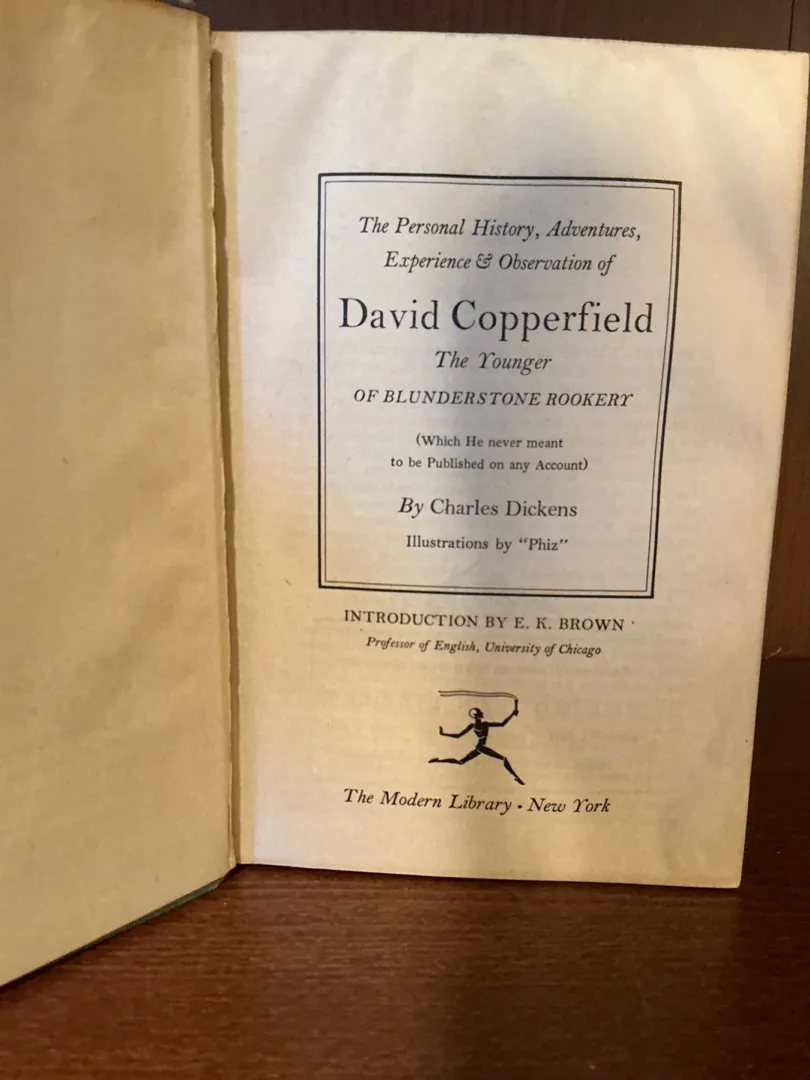 The Personal History, Adventures,
Experience & Observation of
David Copperfield
The Younger
OF BLUNDERSTONE ROOKERY
(Which He never meant
to be Published on any Account)
By Charles Dickens
Illustrations by “Phiz”
INTRODUCTION BY E. K. BROWN
Professor of English, University of Chicago
The Modern Library · New York